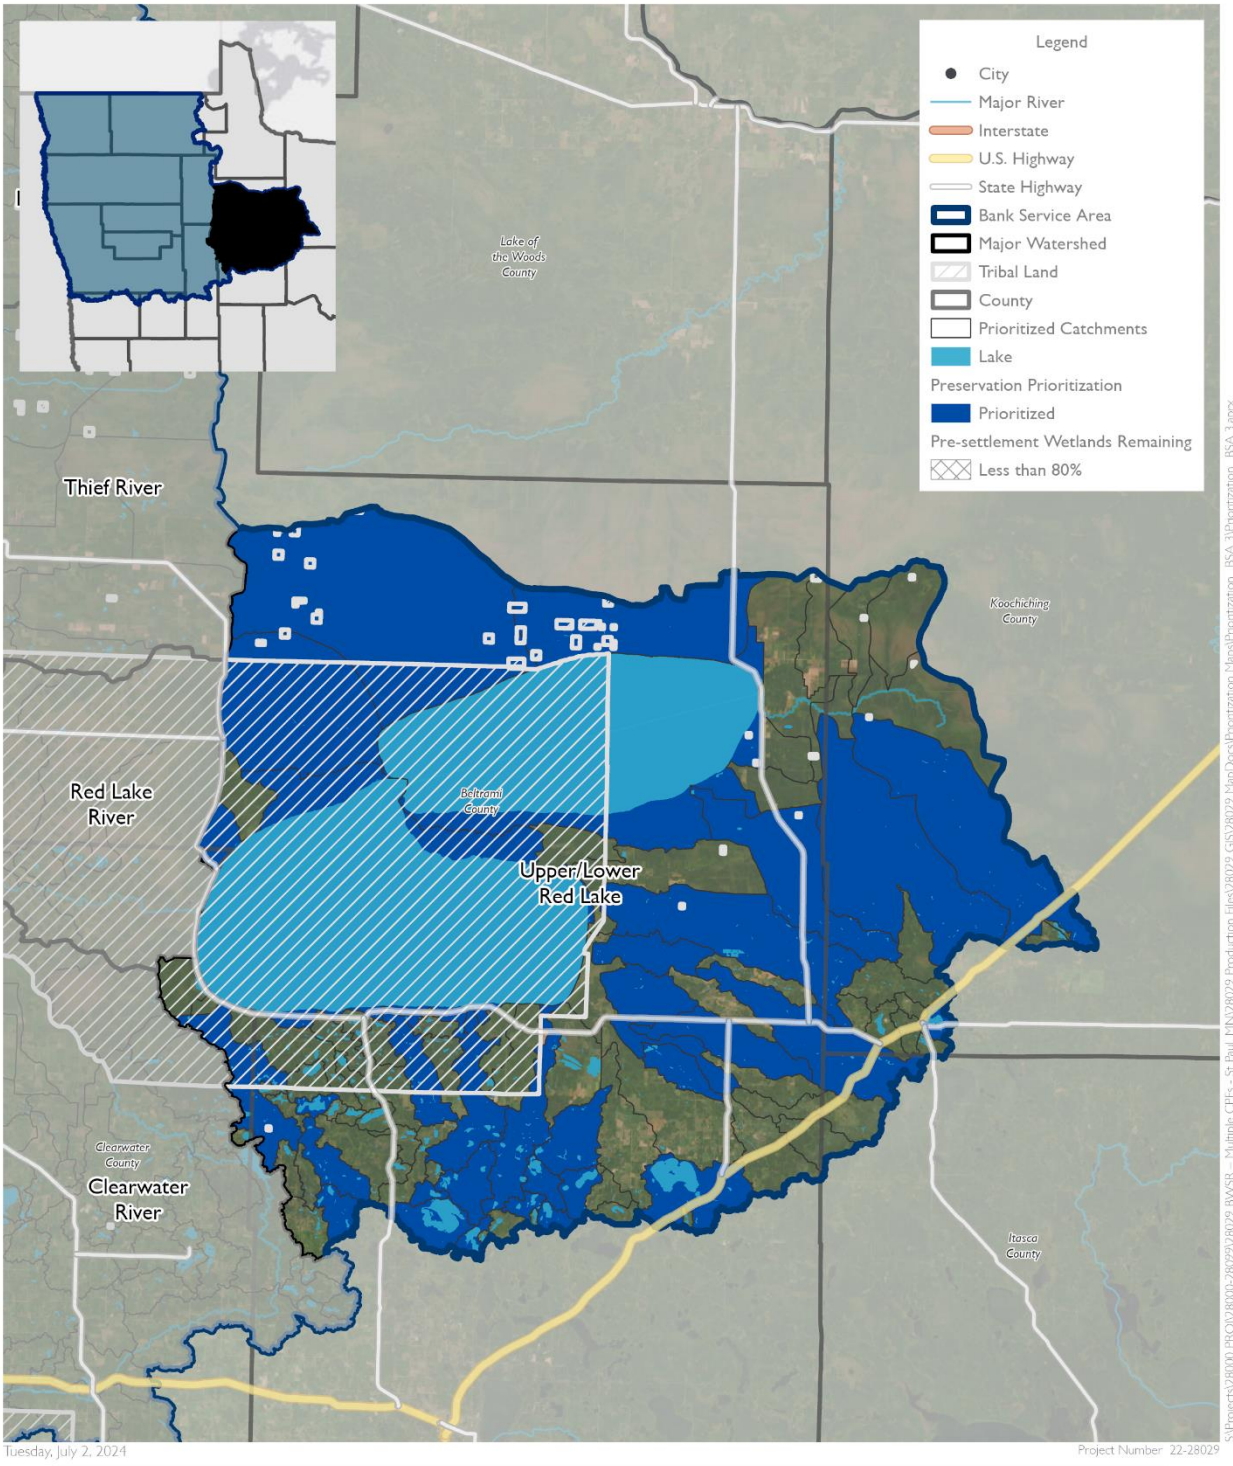 Legend
City
Major River
Interstate
U.S. Highway
State Highway
Bank Service Area
Major Watershed
Tribal Land
County
Prioritized Catchments
Lake
Preservation Prioritization
Prioritized
Pre-settlement Wetlands Remaining
Less than 80%
Lake of
the Woods
County
Thief River
Koochiching
County
Red Lake
River
Beltrami
County
Upper/Lower
Red Lake
Clearwater
County
Clearwater
River
Itasca
County
Tuesday, July 2, 2024
Project Number 22-28029